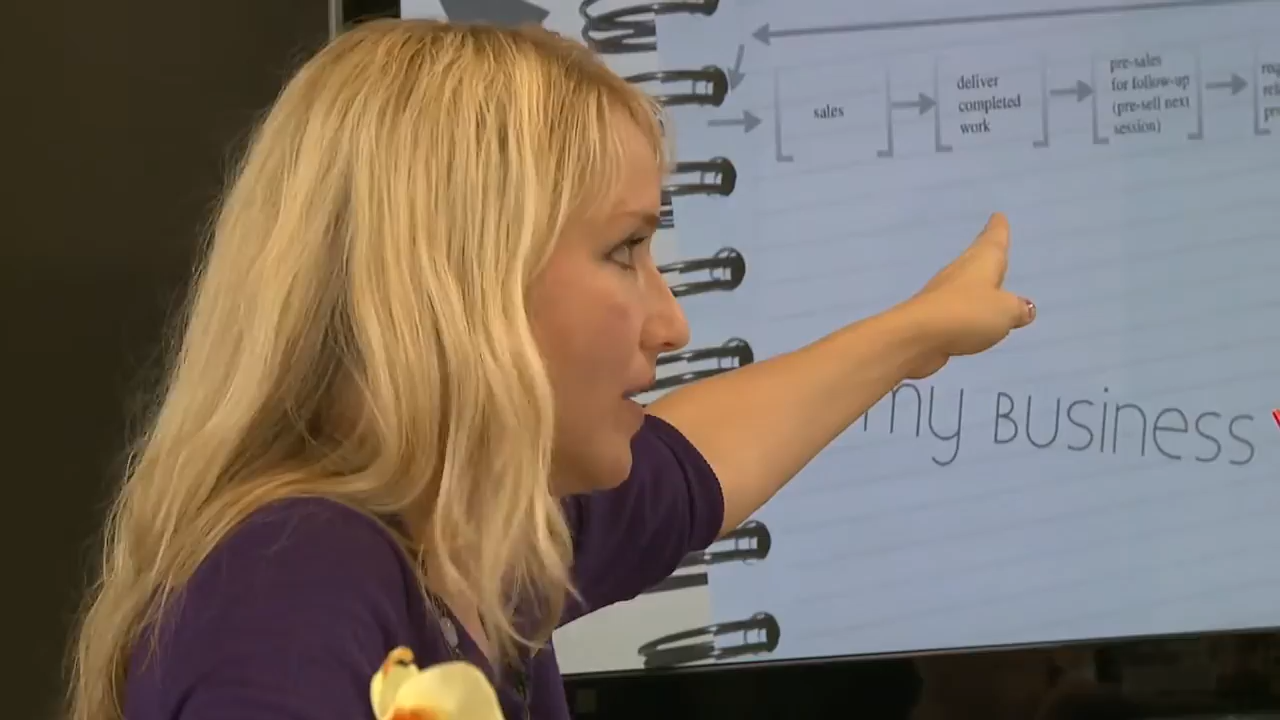 sales
deliver
completed
work
pre-sales
for follow-up
(pre-sell next
session)
my BUSINESS